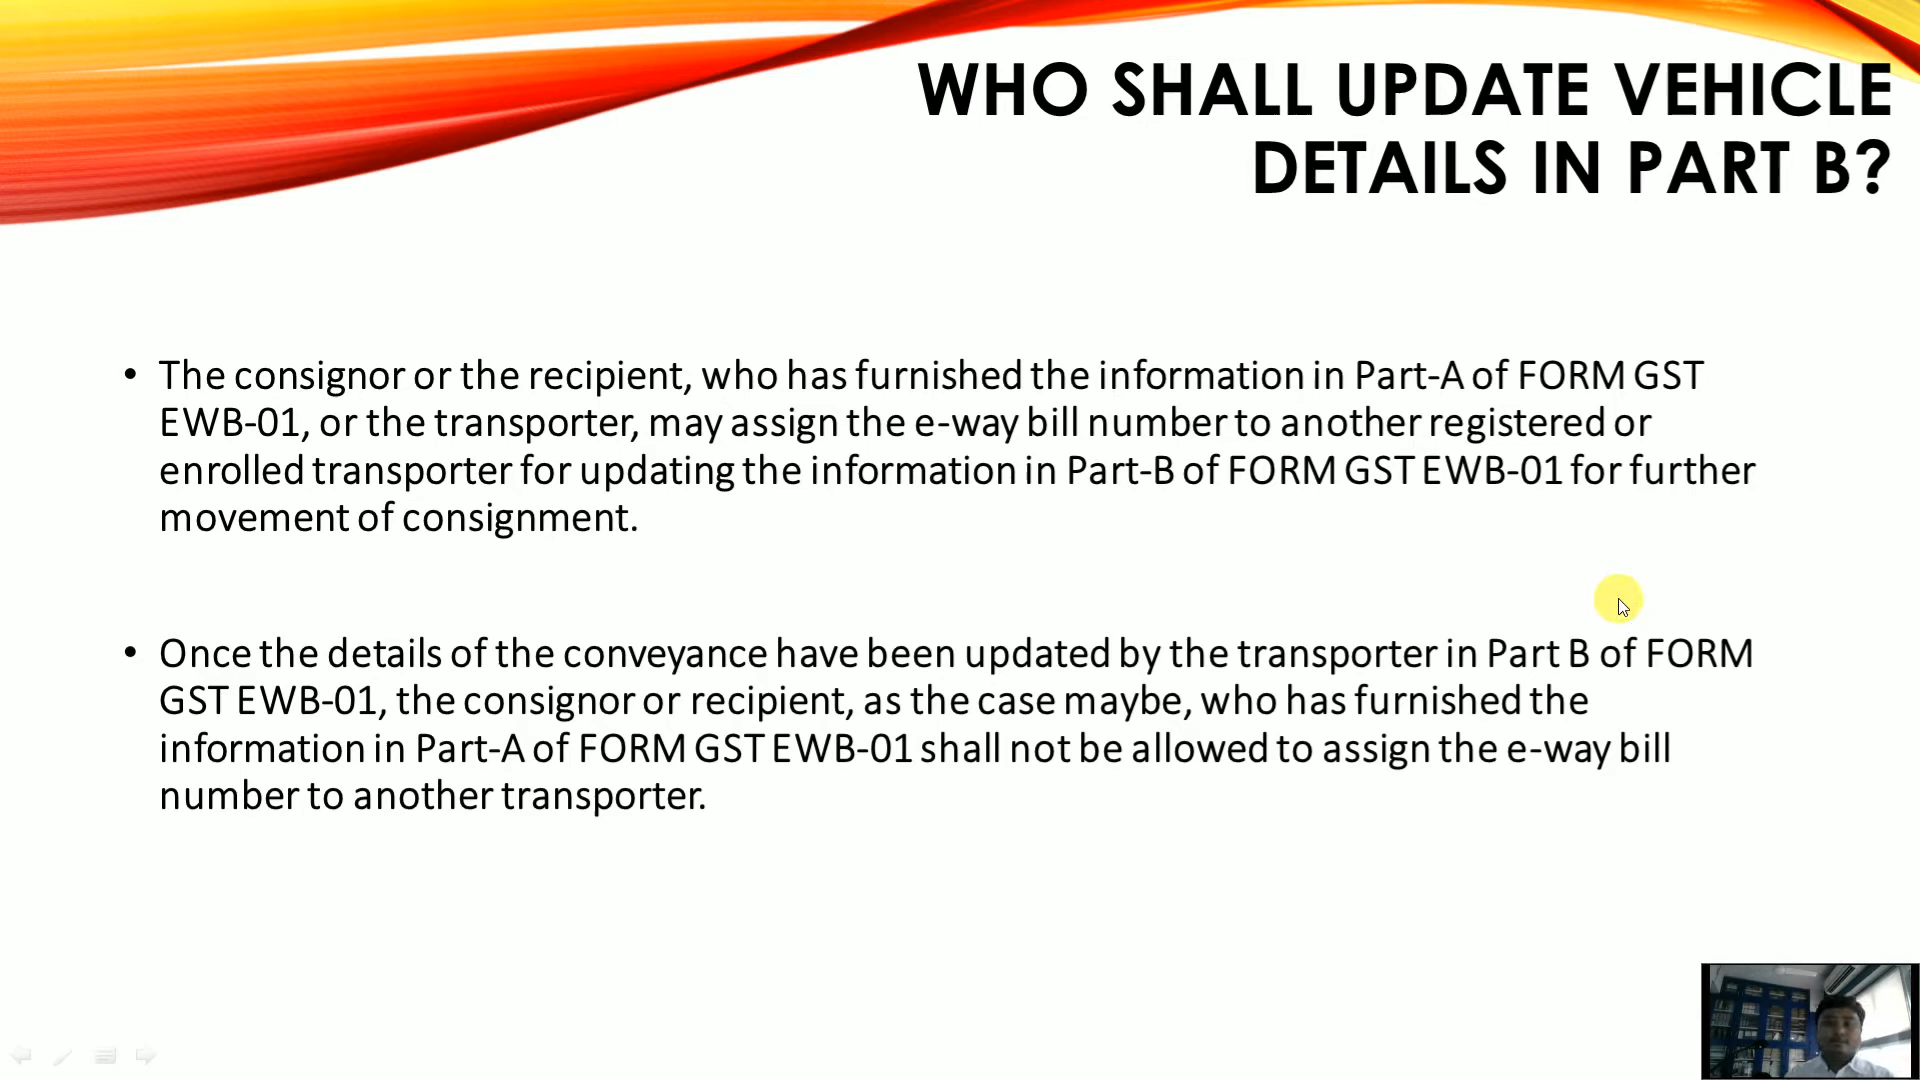 WHO SHALL UPDATE VEHICLE
DETAILS IN PART B?
• The consignor or the recipient, who has furnished the information in Part-A of FORM GST
EWB-01, or the transporter, may assign the e-way bill number to another registered or
enrolled transporter for updating the information in Part-B of FORM GST EWB-01 for further
movement of consignment.
• Once the details of the conveyance have been updated by the transporter in Part B of FORM
GST EWB-01, the consignor or recipient, as the case maybe, who has furnished the
information in Part-A of FORM GST EWB-01 shall not be allowed to assign the e-way bill
number to another transporter.